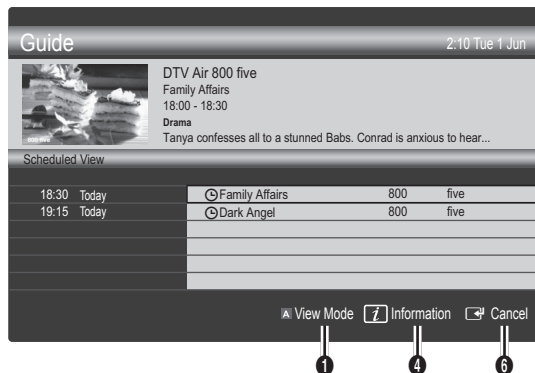 Guide 2:10 Tue 1 Jun
DTV Air 800 five
Family Affairs
18:00 - 18:30
Drama
Tanya confesses all to a stunned Babs. Conrad is anxious to hear...
800 five
Scheduled View
18:30 Today Family Affairs 800 five
19:15 Today Dark Angel 800 five
A View Mode i Information Cancel
1 4 6